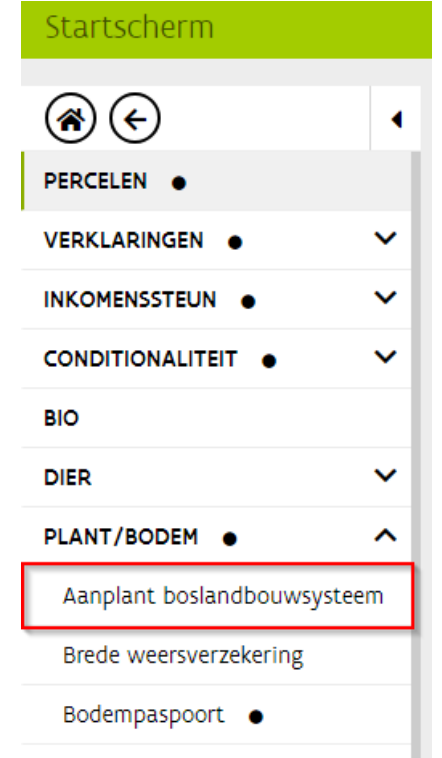 Startscherm
PERCELEN ●
VERKLARINGEN ●
INKOMENSSTEUN ●
CONDITIONALITEIT ●
BIO
DIER
PLANT/BODEM ●
Aanplant boslandbouwsysteem
Brede weersverzekering
Bodempaspoort ●